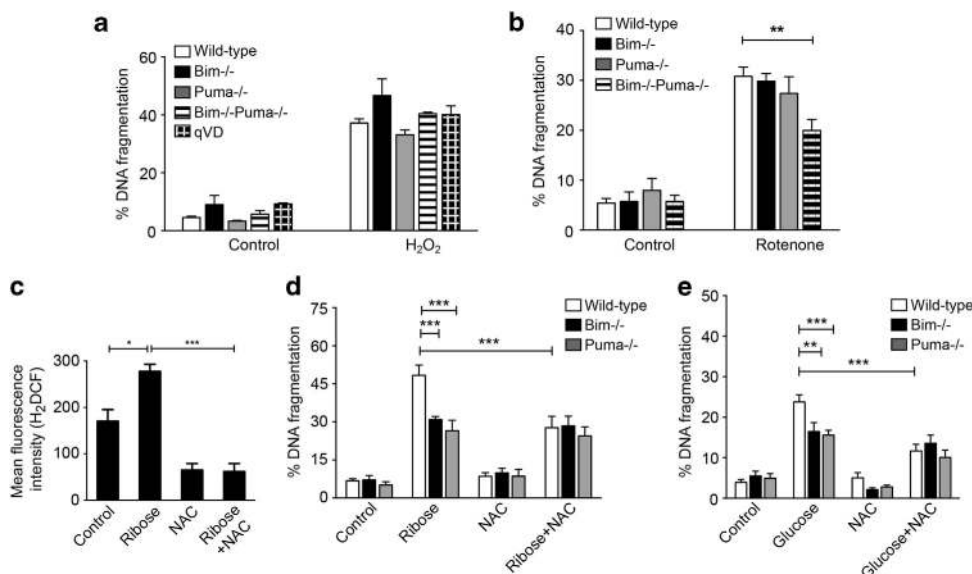 a
Wild-type
Bim-/-
Puma-/-
Bim-/-Puma-/-
qVD
% DNA fragmentation
60
40
20
0
Control
H₂O₂
b
Wild-type
Bim-/-
Puma-/-
Bim-/-Puma-/-
**
% DNA fragmentation
40
30
20
10
0
Control
Rotenone
c
* ***
Mean fluorescence
intensity (H₂DCF)
300
200
100
0
Control
Ribose
NAC
Ribose
+NAC
d
Wild-type
Bim-/-
Puma-/-
***
***
***
% DNA fragmentation
75
60
45
30
15
0
Control
Ribose
NAC
Ribose+NAC
e
Wild-type
Bim-/-
Puma-/-
***
**
***
% DNA fragmentation
50
40
30
20
10
0
Control
Glucose
NAC
Glucose+NAC